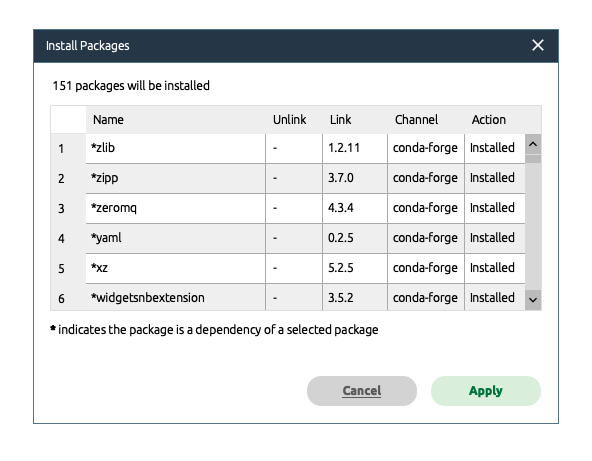 Install Packages
151 packages will be installed
Name Unlink Link Channel Action
1 *zlib - 1.2.11 conda-forge Installed
2 *zipp - 3.7.0 conda-forge Installed
3 *zeromq - 4.3.4 conda-forge Installed
4 *yaml - 0.2.5 conda-forge Installed
5 *xz - 5.2.5 conda-forge Installed
6 *widgetsnbextension - 3.5.2 conda-forge Installed
* indicates the package is a dependency of a selected package
Cancel Apply